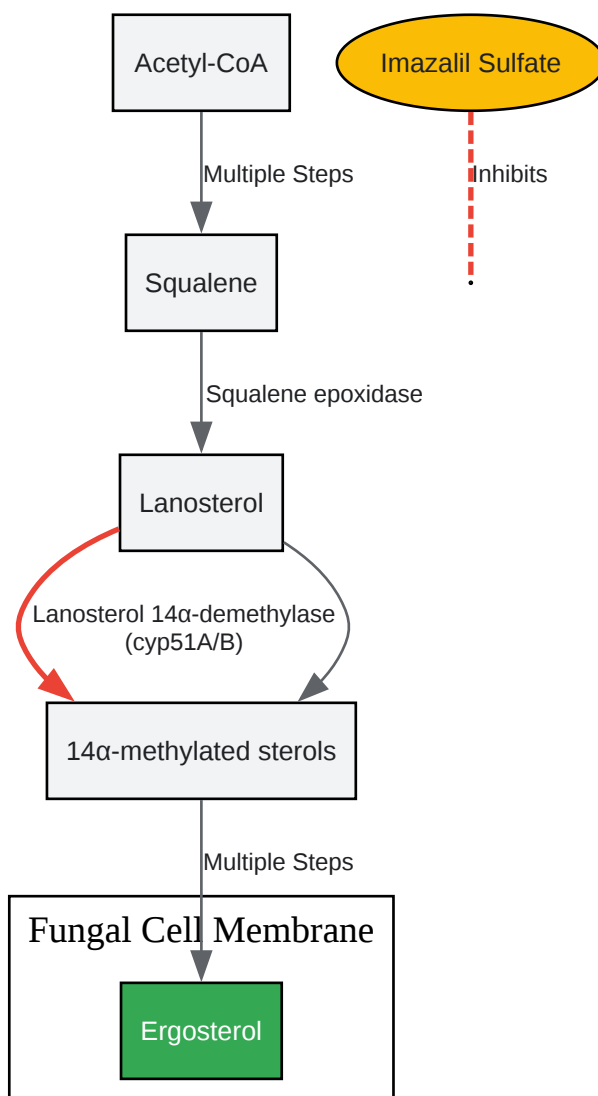 Acetyl-CoA
Imazalil Sulfate
Multiple Steps
Inhibits
Squalene
Squalene epoxidase
Lanosterol
Lanosterol 14α-demethylase
(cyp51A/B)
14α-methylated sterols
Multiple Steps
Fungal Cell Membrane
Ergosterol